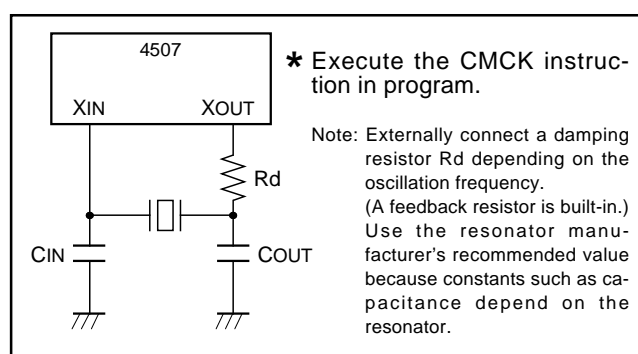 4507
XIN
XOUT
Rd
CIN
COUT
* Execute the CMCK instruc-
tion in program.
Note: Externally connect a damping
resistor Rd depending on the
oscillation frequency.
(A feedback resistor is built-in.)
Use the resonator manu-
facturer's recommended value
because constants such as ca-
pacitance depend on the
resonator.